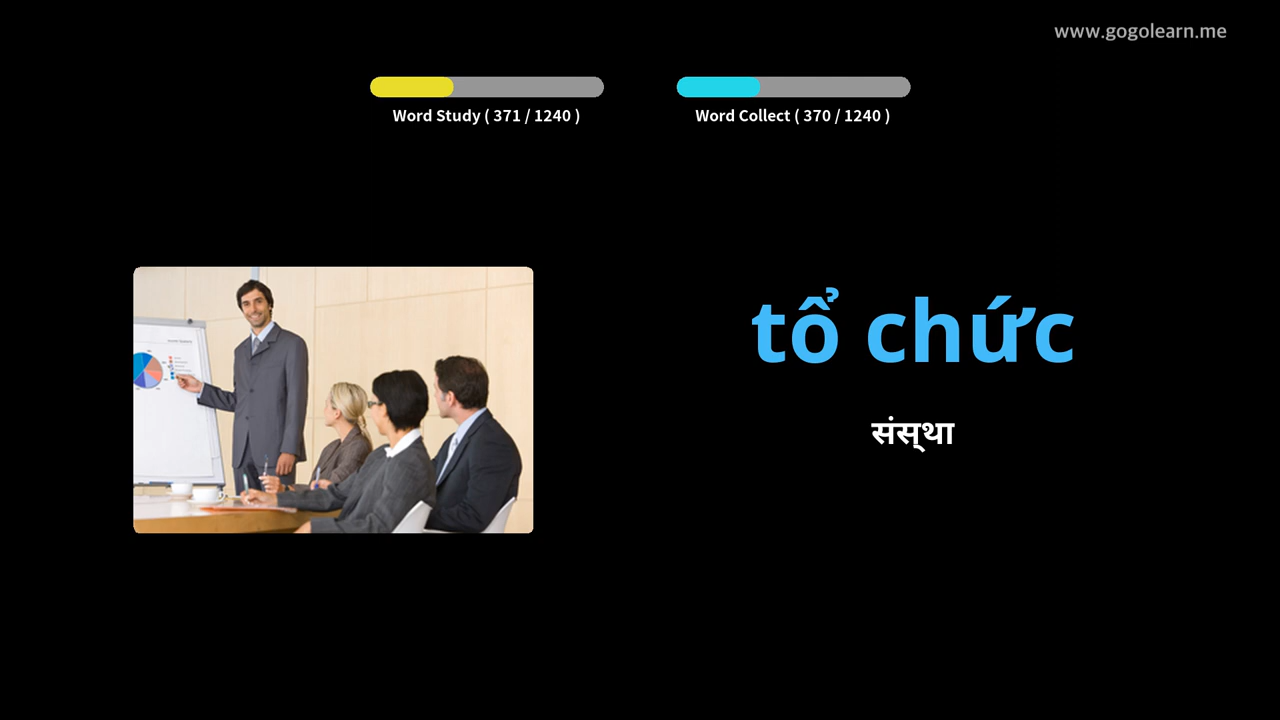 www.gogolearn.me
Word Study ( 371 / 1240 )
Word Collect ( 370 / 1240 )
tổ chức
संस्‌था